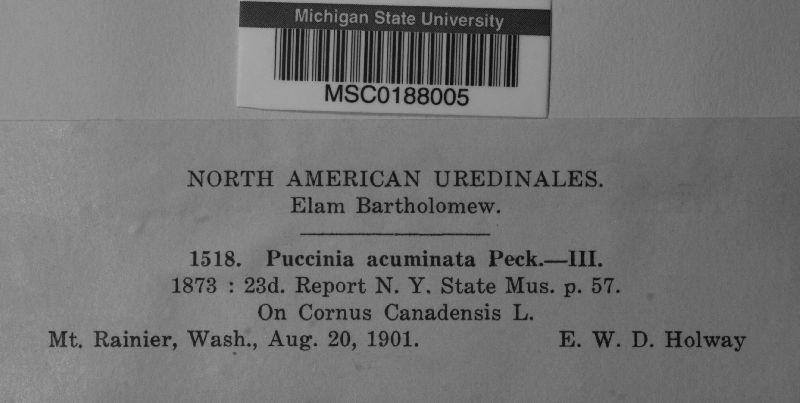 Michigan State University
MSC0188005
NORTH AMERICAN UREDINALES.
Elam Bartholomew.
1518. Puccinia acuminata Peck.—III.
1873 : 23d. Report N. Y. State Mus. p. 57.
On Cornus Canadensis L.
Mt. Rainier, Wash., Aug. 20, 1901. E. W. D. Holway